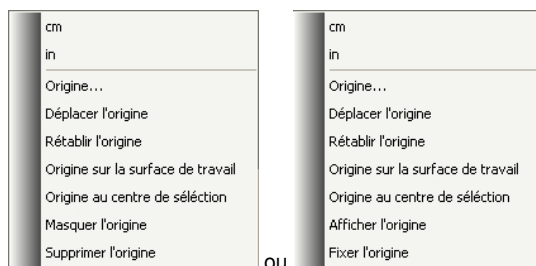 cm
in
Origine...
Déplacer l'origine
Rétablir l'origine
Origine sur la surface de travail
Origine au centre de séléction
Masquer l'origine
Supprimer l'origine
ou
cm
in
Origine...
Déplacer l'origine
Rétablir l'origine
Origine sur la surface de travail
Origine au centre de séléction
Afficher l'origine
Fixer l'origine